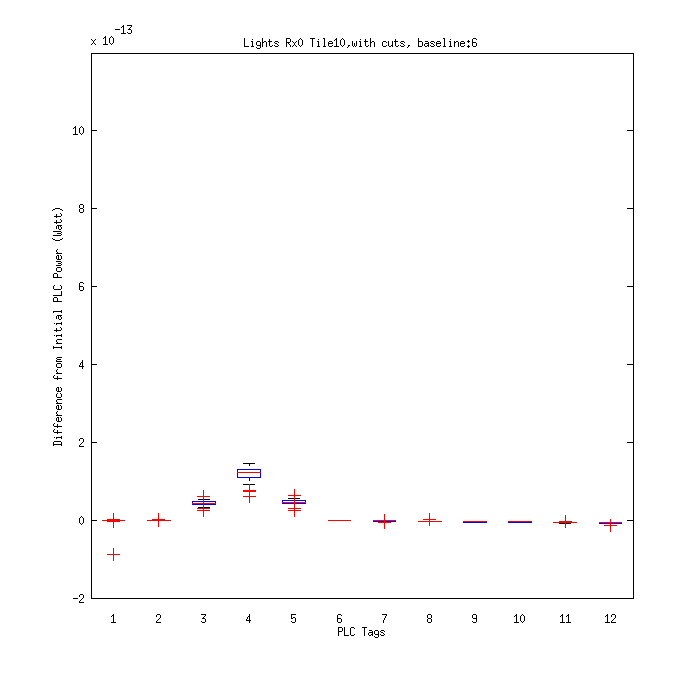 x 10 -13
Lights Rx0 Tile10,with cuts, baseline:6
10
8
6
4
2
0
-2
Difference from Initial PLC Power (Watt)
1 2 3 4 5 6 7 8 9 10 11 12
PLC Tags